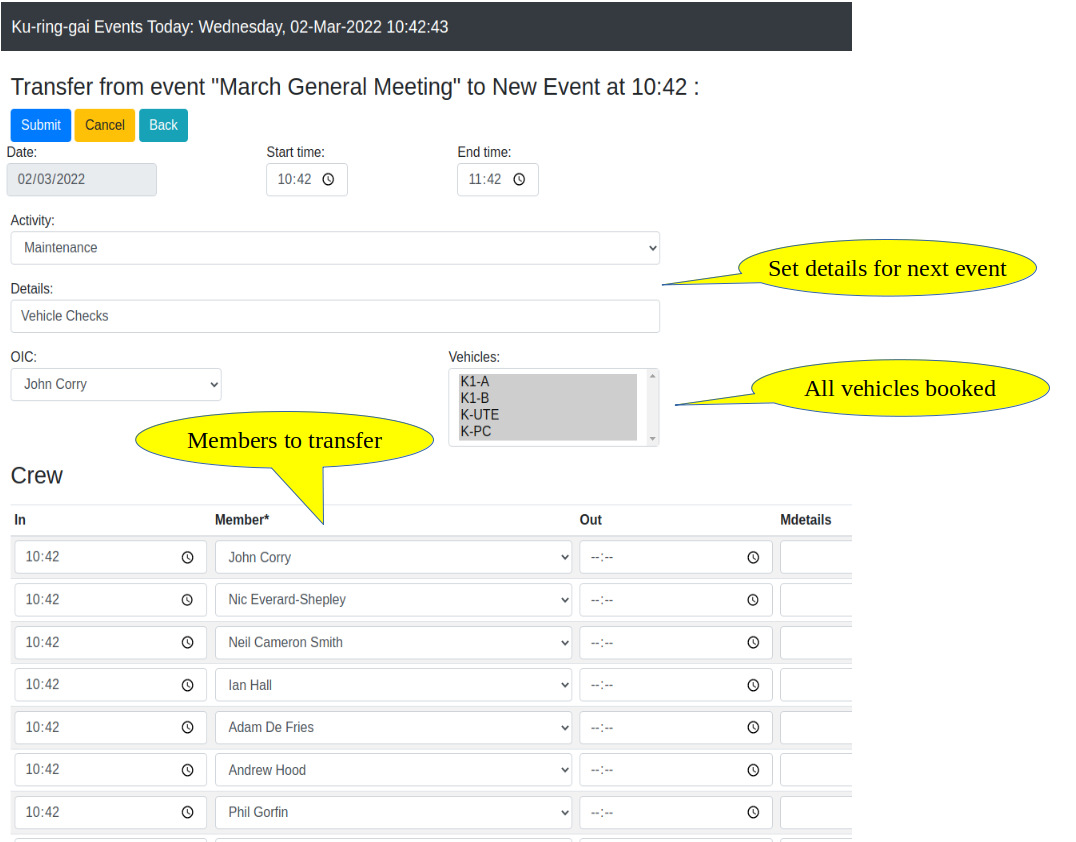 Ku-ring-gai Events Today: Wednesday, 02-Mar-2022 10:42:43
Transfer from event "March General Meeting" to New Event at 10:42 :
Submit Cancel Back
Date: Start time: End time:
02/03/2022 10:42 11:42
Activity:
Maintenance
Set details for next event
Details:
Vehicle Checks
OIC: Vehicles:
John Corry
K1-A
K1-B
K-UTE
K-PC
All vehicles booked
Members to transfer
Crew
In Member* Out Mdetails
10:42 John Corry --:--
10:42 Nic Everard-Shepley --:--
10:42 Neil Cameron Smith --:--
10:42 Ian Hall --:--
10:42 Adam De Fries --:--
10:42 Andrew Hood --:--
10:42 Phil Gorfin --:--